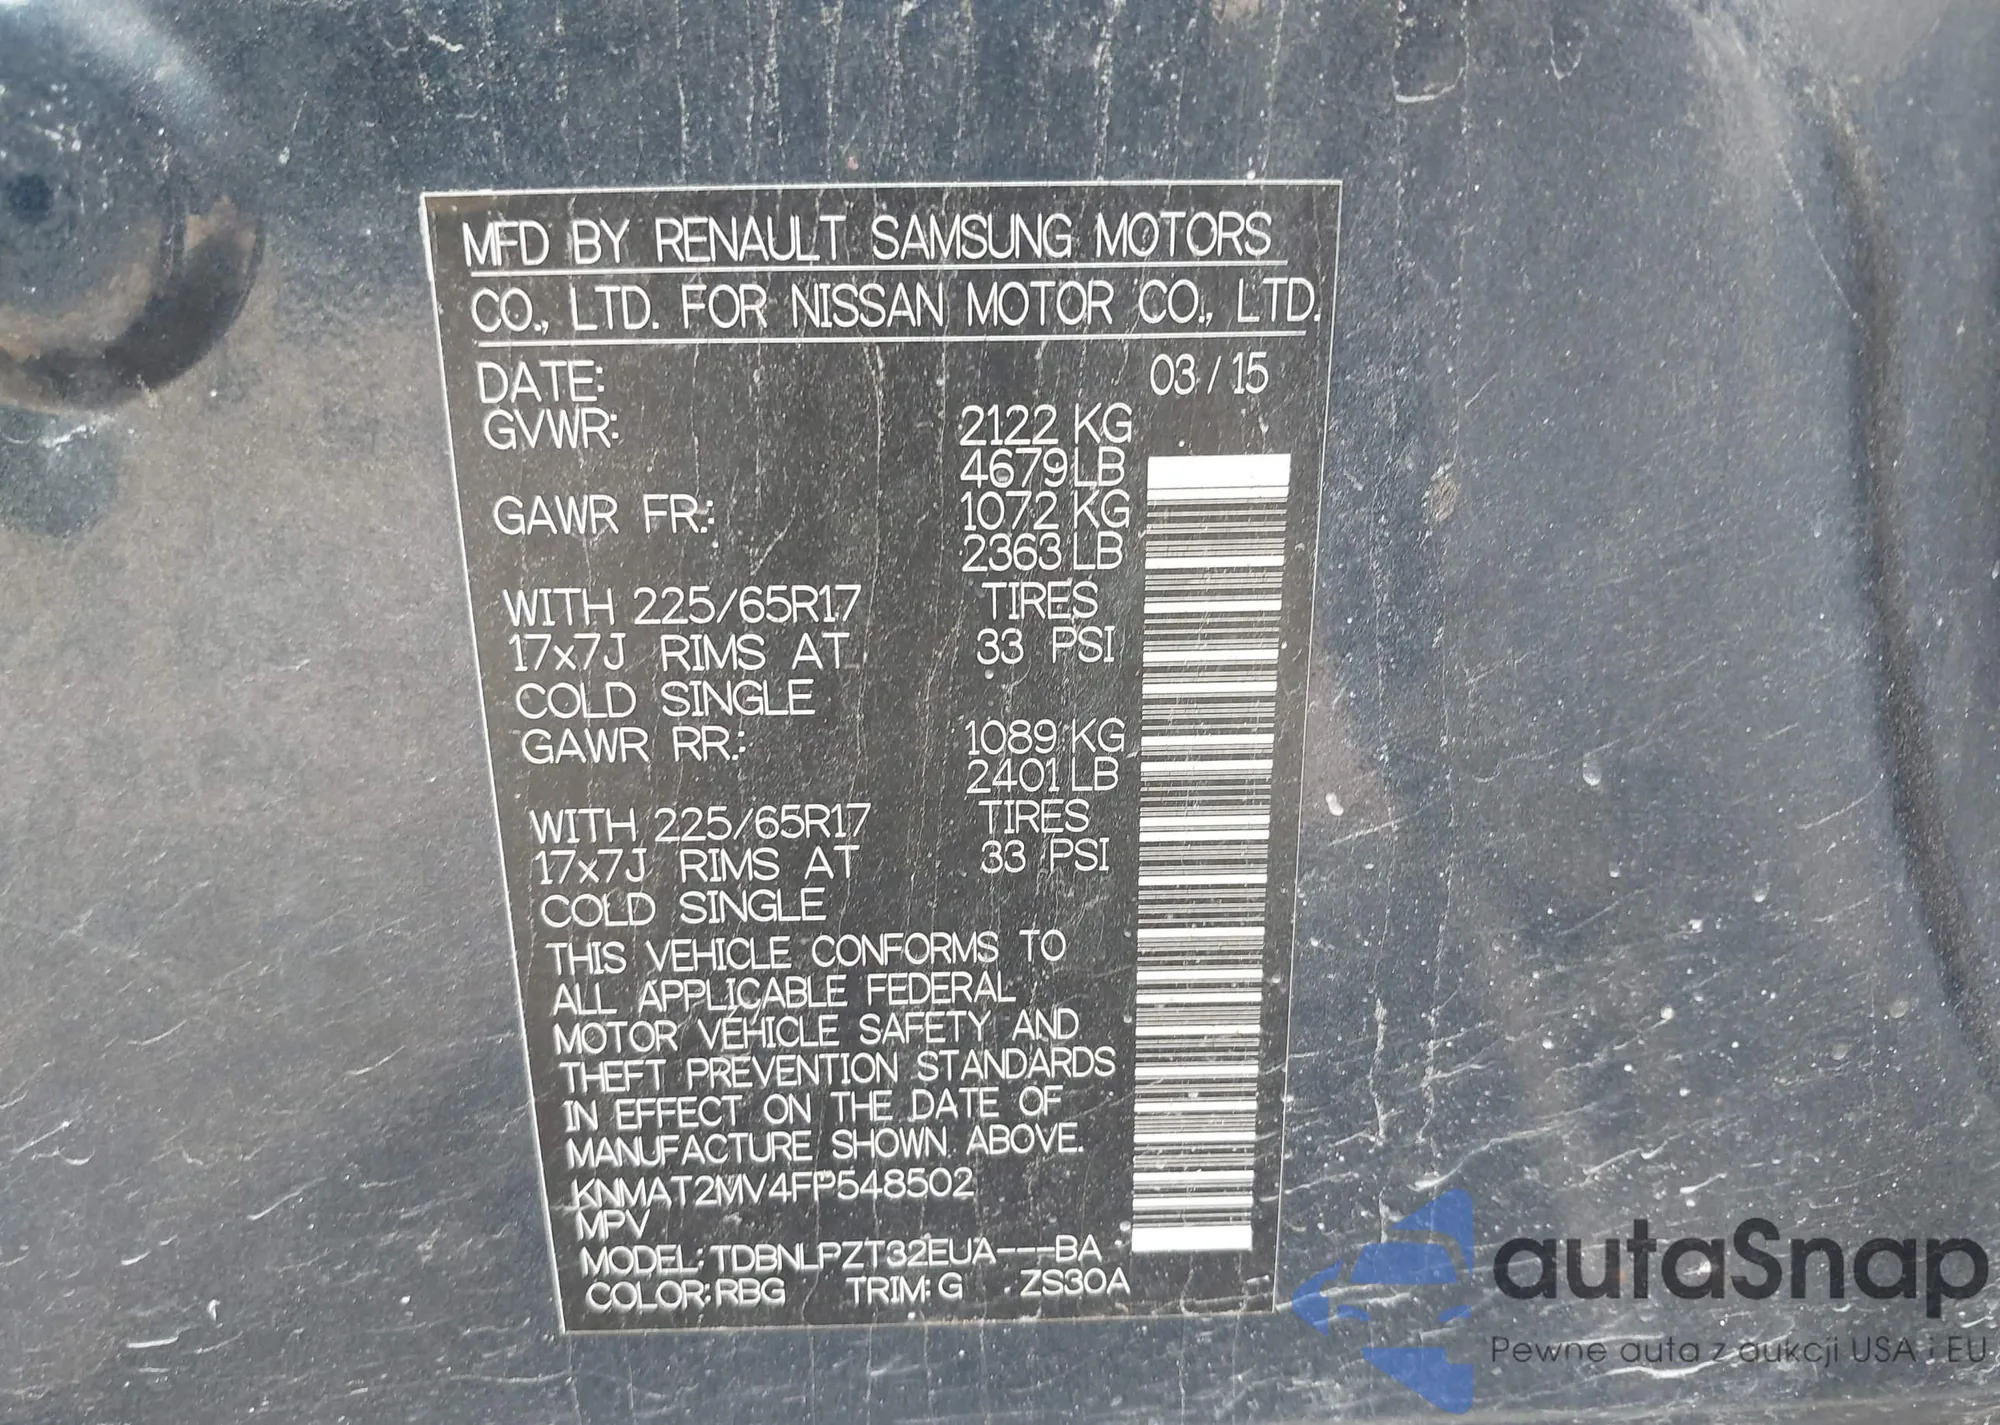 MFD BY RENAULT SAMSUNG MOTORS
CO., LTD. FOR NISSAN MOTOR CO., LTD.
DATE: 03 / 15
GVWR: 2122 KG
4679 LB
GAWR FR.: 1072 KG
2363 LB
WITH 225/65R17 TIRES
17x7J RIMS AT 33 PSI
COLD SINGLE
GAWR RR.: 1089 KG
2401 LB
WITH 225/65R17 TIRES
17x7J RIMS AT 33 PSI
COLD SINGLE
THIS VEHICLE CONFORMS TO
ALL APPLICABLE FEDERAL
MOTOR VEHICLE SAFETY AND
THEFT PREVENTION STANDARDS
IN EFFECT ON THE DATE OF
MANUFACTURE SHOWN ABOVE.
KNMAT2MV4FP548502
MPV
MODEL: TDBNLPZT32EUA---BA
COLOR: RBG TRIM: G ZS30A
autaSnap
Pewne auta z aukcji USA i EU